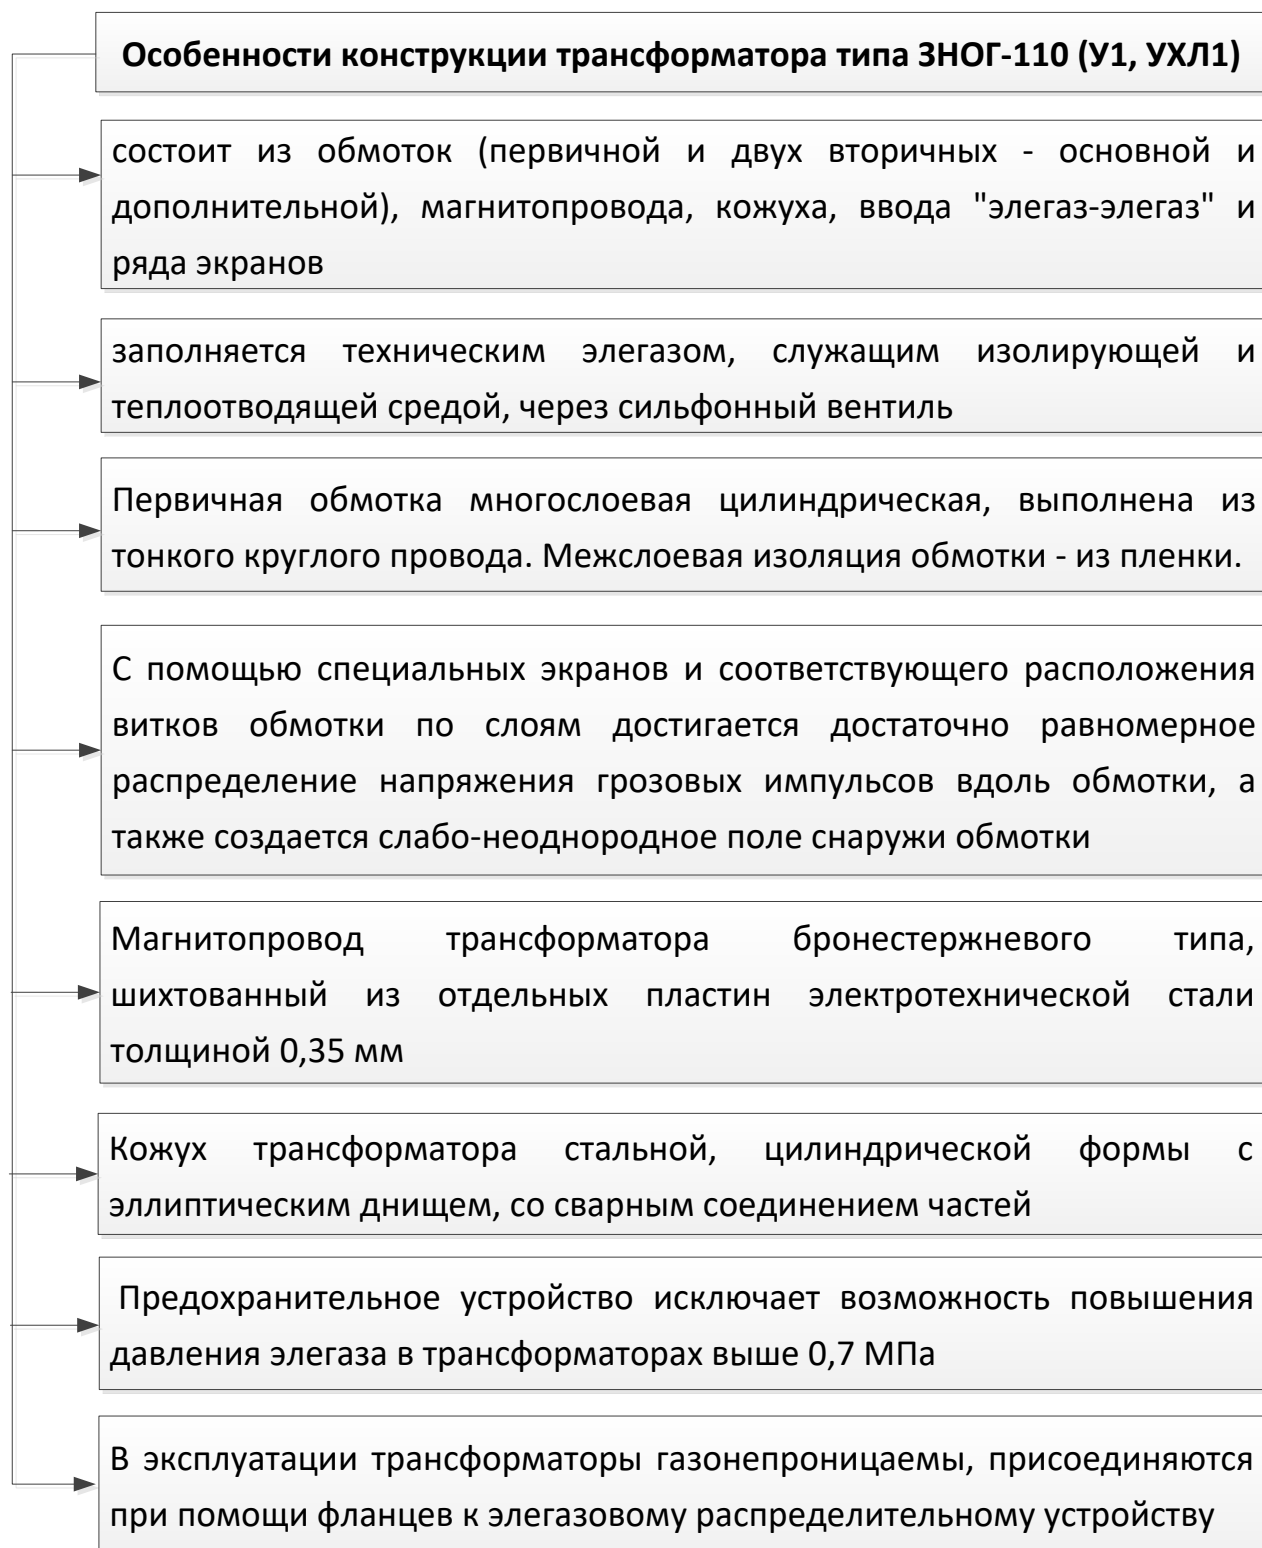 Особенности конструкции трансформатора типа ЗНОГ-110 (У1, УХЛ1)
состоит из обмоток (первичной и двух вторичных - основной и
дополнительной), магнитопровода, кожуха, ввода "элегаз-элегаз" и
ряда экранов
заполняется техническим элегазом, служащим изолирующей и
теплоотводящей средой, через сильфонный вентиль
Первичная обмотка многослоевая цилиндрическая, выполнена из
тонкого круглого провода. Межслоевая изоляция обмотки - из пленки.
С помощью специальных экранов и соответствующего расположения
витков обмотки по слоям достигается достаточно равномерное
распределение напряжения грозовых импульсов вдоль обмотки, а
также создается слабо-неоднородное поле снаружи обмотки
Магнитопровод трансформатора бронестержневого типа,
шихтованный из отдельных пластин электротехнической стали
толщиной 0,35 мм
Кожух трансформатора стальной, цилиндрической формы с
эллиптическим днищем, со сварным соединением частей
Предохранительное устройство исключает возможность повышения
давления элегаза в трансформаторах выше 0,7 МПа
В эксплуатации трансформаторы газонепроницаемы, присоединяются
при помощи фланцев к элегазовому распределительному устройству